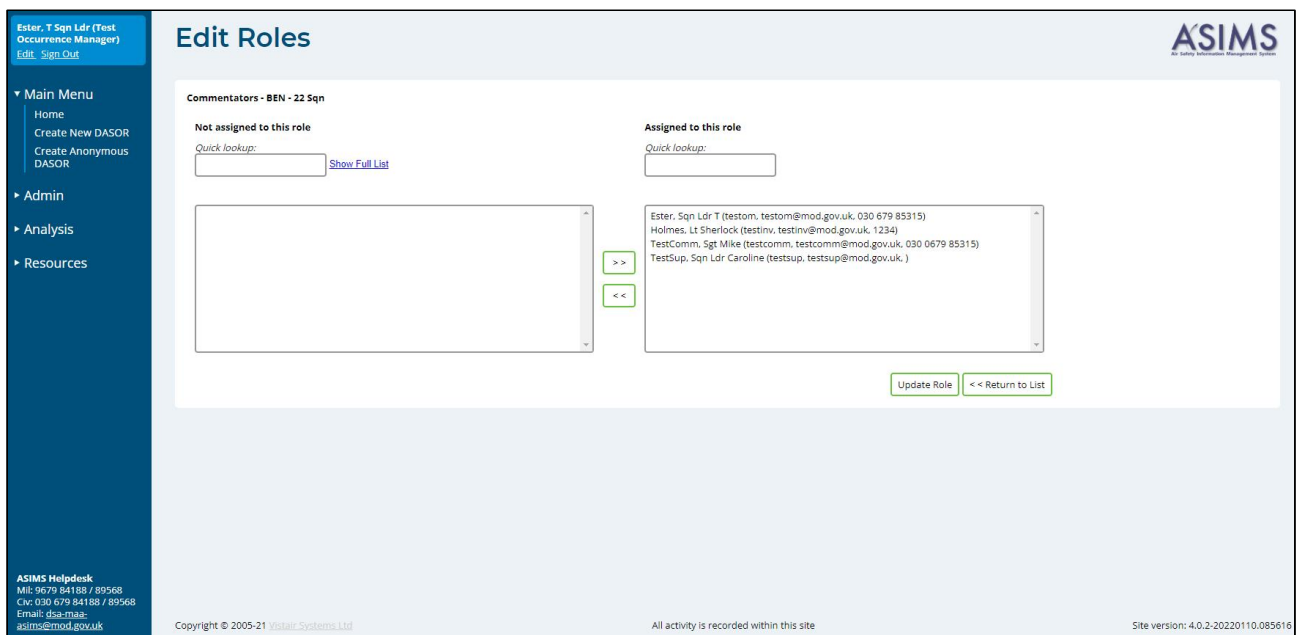 Ester, T Sqn Ldr (Test
Occurrence Manager)
Edit Sign Out
Main Menu
Home
Create New DASOR
Create Anonymous
DASOR
Admin
Analysis
Resources
ASIMS Helpdesk
Mil: 9679 84188 / 89568
Civ: 030 679 84188 / 89568
Email: dsa-maa-
asims@mod.gov.uk
Edit Roles
ASIMS
Air Safety Information Management System
Commentators - BEN - 22 Sqn
Not assigned to this role
Quick lookup:
Show Full List
>>
<<
Assigned to this role
Quick lookup:
Ester, Sqn Ldr T (testom, testom@mod.gov.uk, 030 679 85315)
Holmes, Lt Sherlock (testinv, testinv@mod.gov.uk, 1234)
TestComm, Sgt Mike (testcomm, testcomm@mod.gov.uk, 030 0679 85315)
TestSup, Sqn Ldr Caroline (testsup, testsup@mod.gov.uk, )
Update Role
<< Return to List
Copyright © 2005-21 Vistair Systems Ltd
All activity is recorded within this site
Site version: 4.0.2-20220110.085616